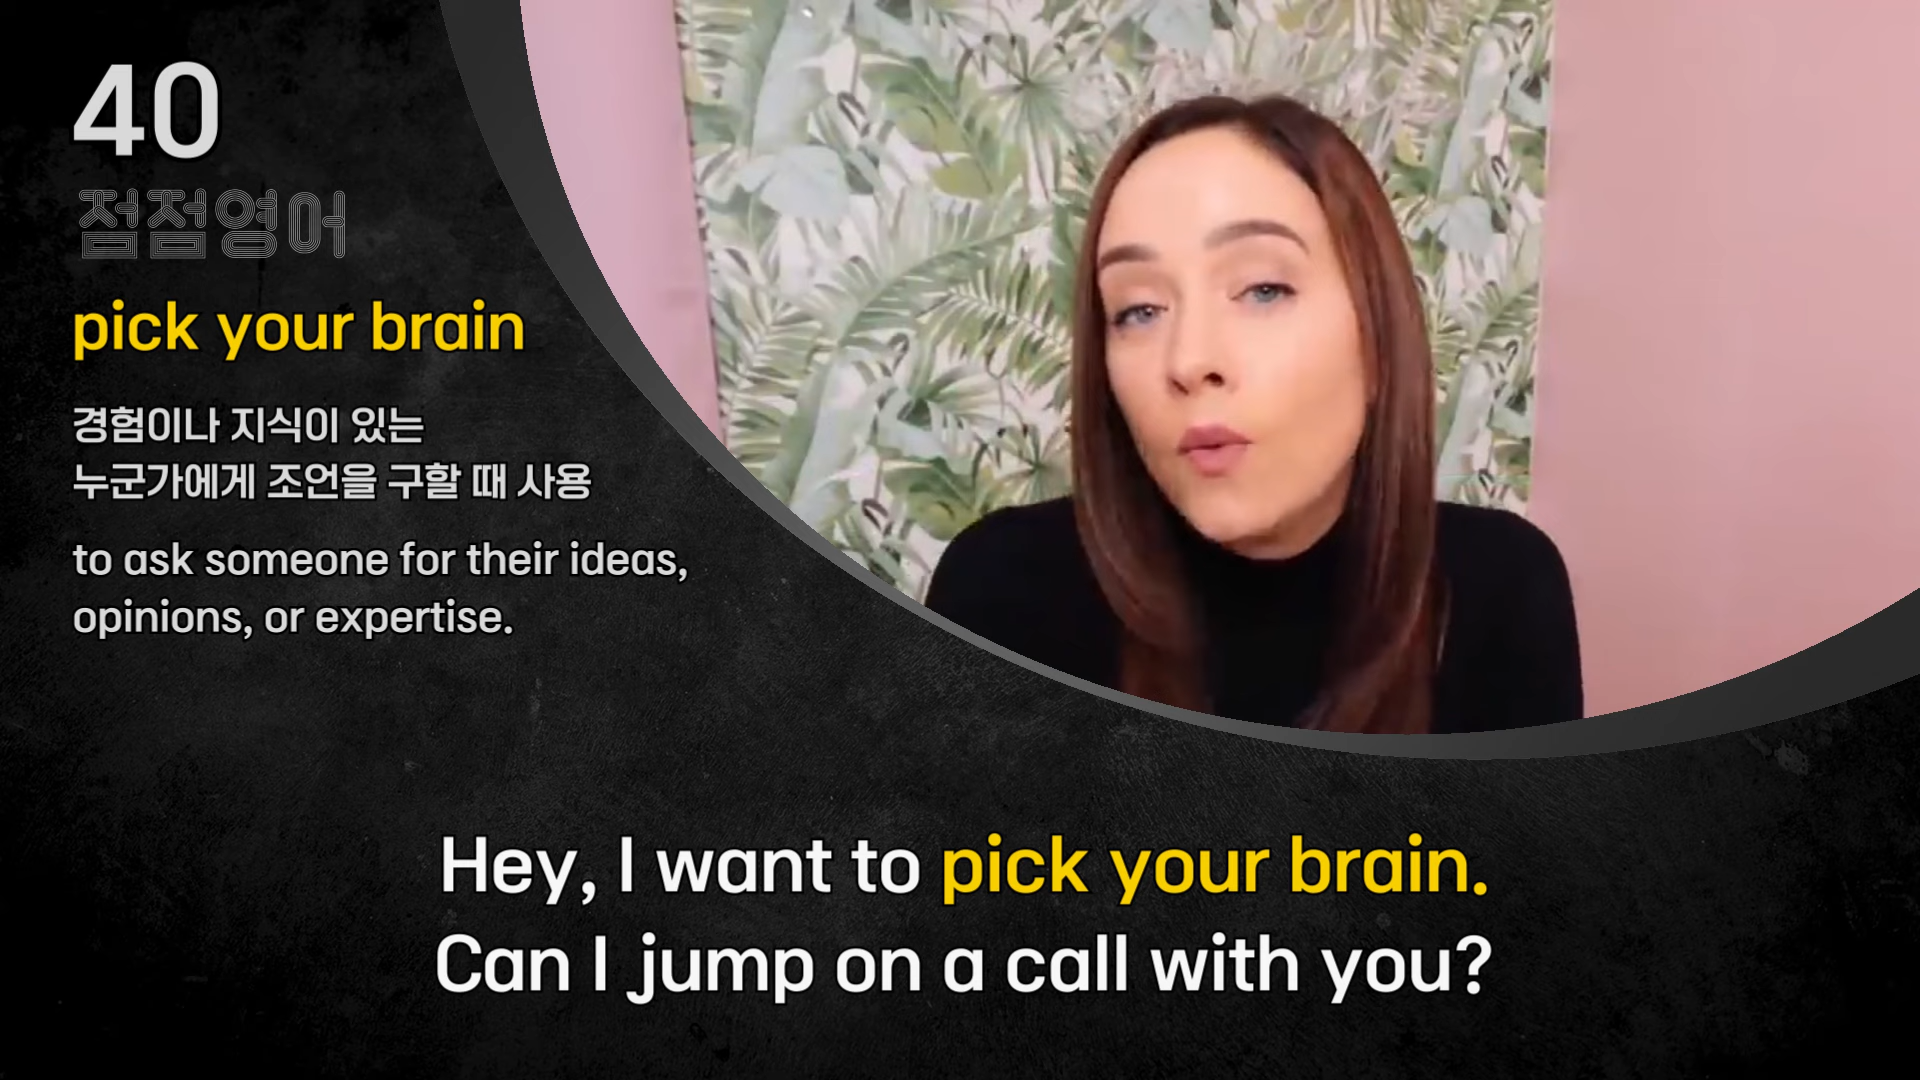 40
점점영어
pick your brain
경험이나 지식이 있는
누군가에게 조언을 구할 때 사용
to ask someone for their ideas,
opinions, or expertise.
Hey, I want to pick your brain.
Can I jump on a call with you?